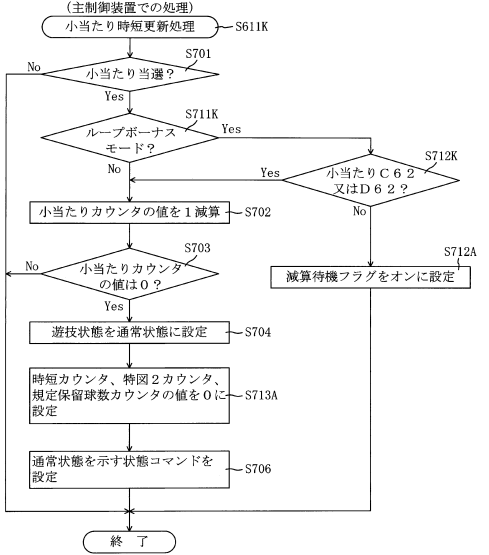 (主制御装置での処理)
小当たり時短更新処理
S611K
小当たり当選？
S701
No
Yes
ループボーナス
モード？
S711K
Yes
No
小当たりC62
又はD62？
S712K
Yes
No
小当たりカウンタの値を1減算
S702
小当たりカウンタ
の値は0？
S703
No
Yes
減算待機フラグをオンに設定
S712A
遊技状態を通常状態に設定
S704
時短カウンタ、特図2カウンタ、
規定保留球数カウンタの値を0に
設定
S713A
通常状態を示す状態コマンドを
設定
S706
終 了